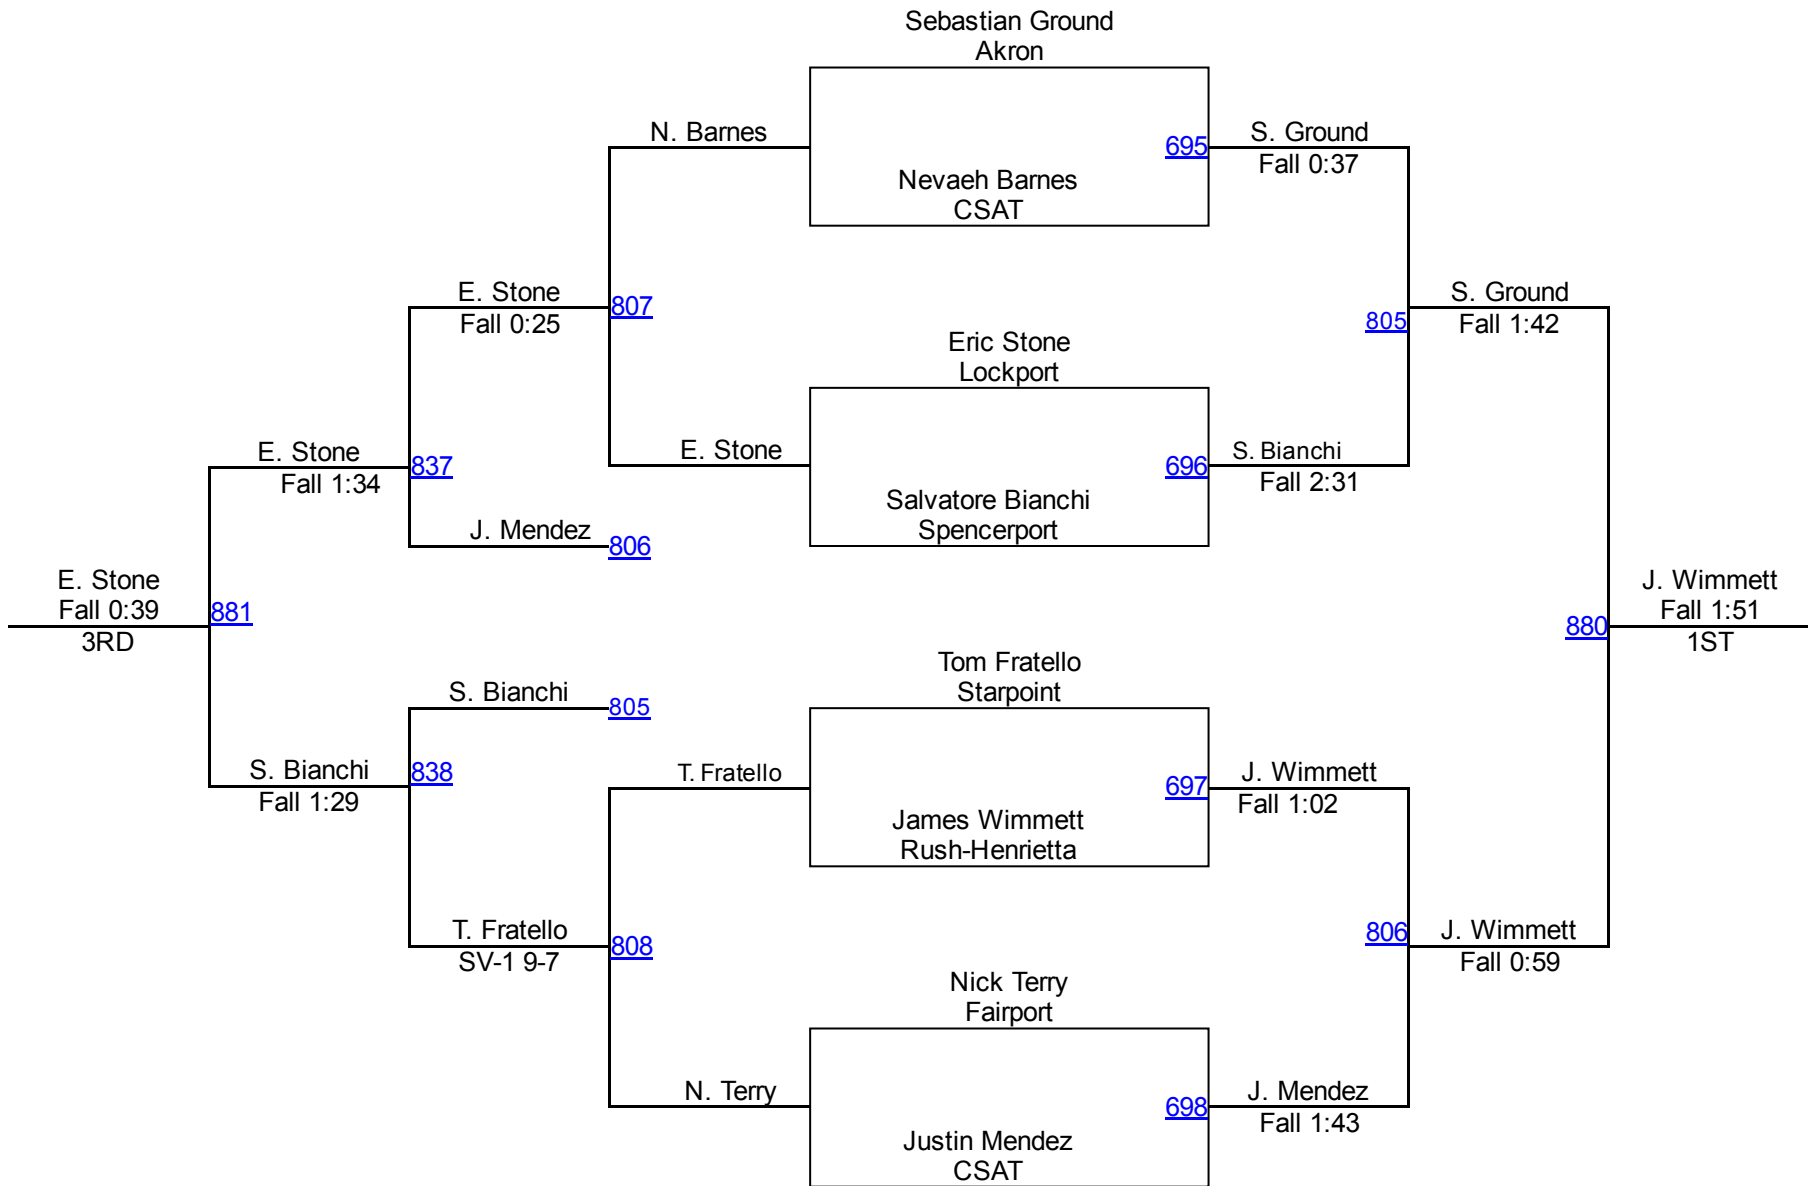 Sebastian Ground
Akron
N. Barnes
695
S. Ground
Fall 0:37
Nevaeh Barnes
CSAT
E. Stone
Fall 0:25
807
805
S. Ground
Fall 1:42
Eric Stone
Lockport
E. Stone
Fall 1:34
837
E. Stone
696
S. Bianchi
Fall 2:31
Salvatore Bianchi
Spencerport
J. Mendez
806
E. Stone
Fall 0:39
3RD
881
880
J. Wimmett
Fall 1:51
1ST
Tom Fratello
Starpoint
S. Bianchi
805
S. Bianchi
Fall 1:29
838
T. Fratello
697
J. Wimmett
Fall 1:02
James Wimmett
Rush-Henrietta
T. Fratello
SV-1 9-7
808
806
J. Wimmett
Fall 0:59
Nick Terry
Fairport
N. Terry
698
J. Mendez
Fall 1:43
Justin Mendez
CSAT